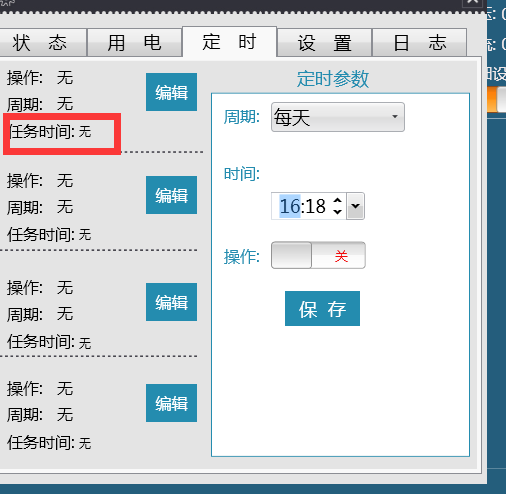 状 态
用 电
定 时
设 置
日 志
操作: 无
周期: 无
编辑
任务时间: 无
操作: 无
周期: 无
编辑
任务时间: 无
操作: 无
周期: 无
编辑
任务时间: 无
操作: 无
周期: 无
编辑
任务时间: 无
定时参数
周期: 每天
时间:
16:18
操作: 关
保 存